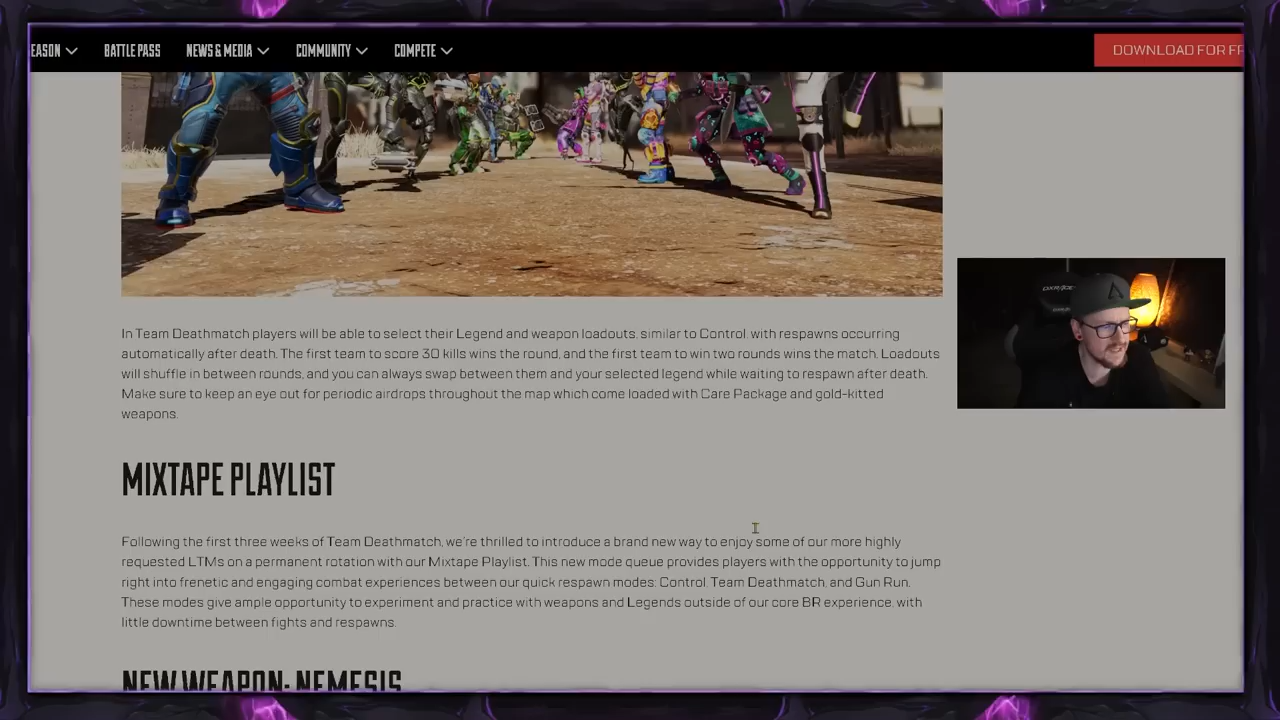 EASON BATTLE PASS NEWS & MEDIA COMMUNITY COMPETE DOWNLOAD FOR FR
In Team Deathmatch players will be able to select their Legend and weapon loadouts, similar to Control, with respawns occurring
automatically after death. The first team to score 30 kills wins the round, and the first team to win two rounds wins the match. Loadouts
will shuffle in between rounds, and you can always swap between them and your selected legend while waiting to respawn after death.
Make sure to keep an eye out for periodic airdrops throughout the map which come loaded with Care Package and gold-kitted
weapons.
MIXTAPE PLAYLIST
Following the first three weeks of Team Deathmatch, we're thrilled to introduce a brand new way to enjoy some of our more highly
requested LTMs on a permanent rotation with our Mixtape Playlist. This new mode queue provides players with the opportunity to jump
right into frenetic and engaging combat experiences between our quick respawn modes: Control, Team Deathmatch, and Gun Run.
These modes give ample opportunity to experiment and practice with weapons and Legends outside of our core BR experience, with
little downtime between fights and respawns.
NEW WEAPON: NEMESIS